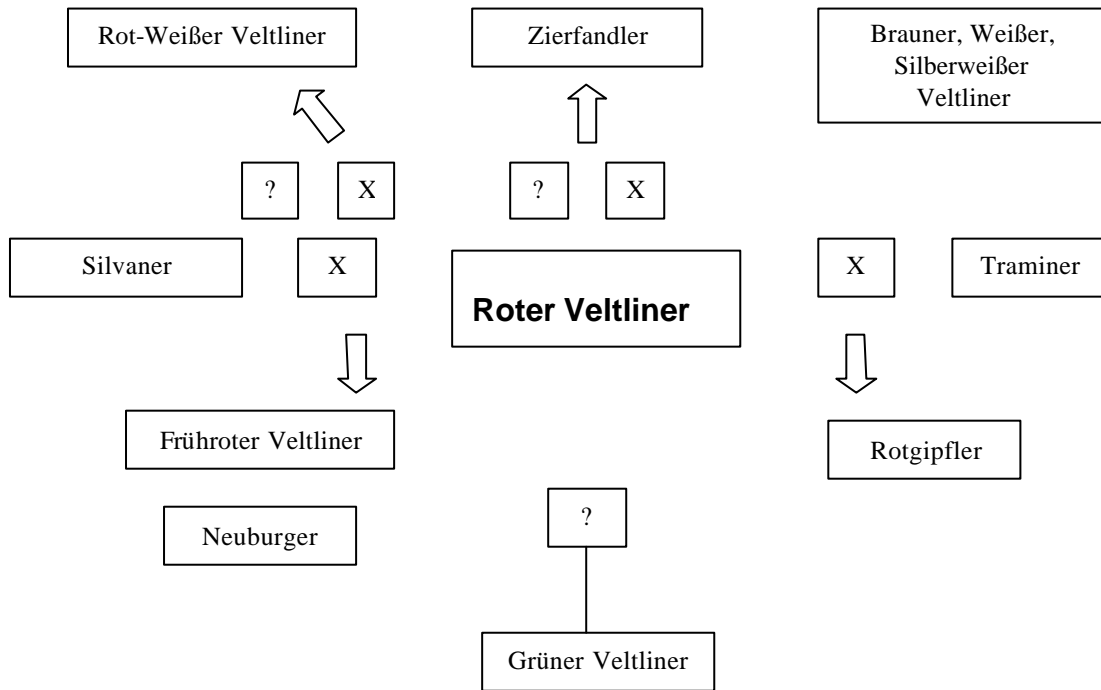 Rot-Weißer Veltliner
Zierfandler
Brauner, Weißer,
Silberweißer
Veltliner
?
X
?
X
Silvaner
X
Roter Veltliner
X
Traminer
Frühroter Veltliner
Rotgipfler
Neuburger
?
Grüner Veltliner